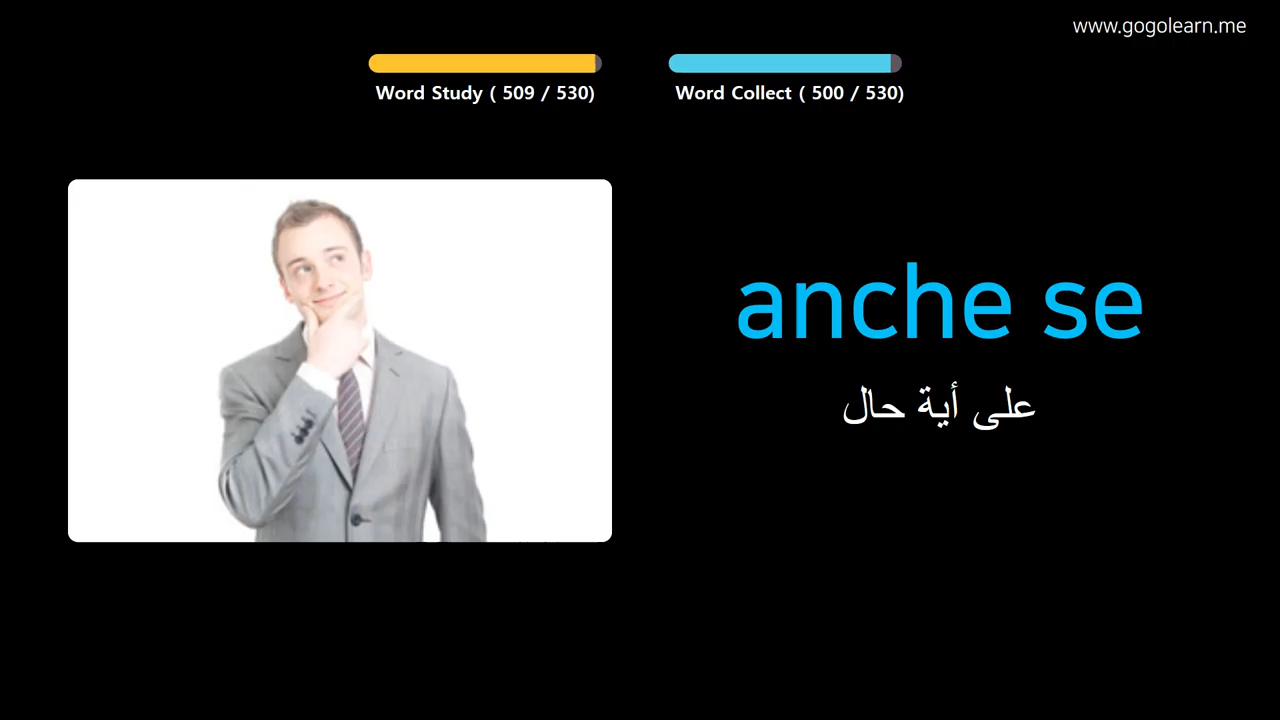 www.gogolearn.me
Word Study ( 509 / 530)
Word Collect ( 500 / 530)
anche se
على أية حال